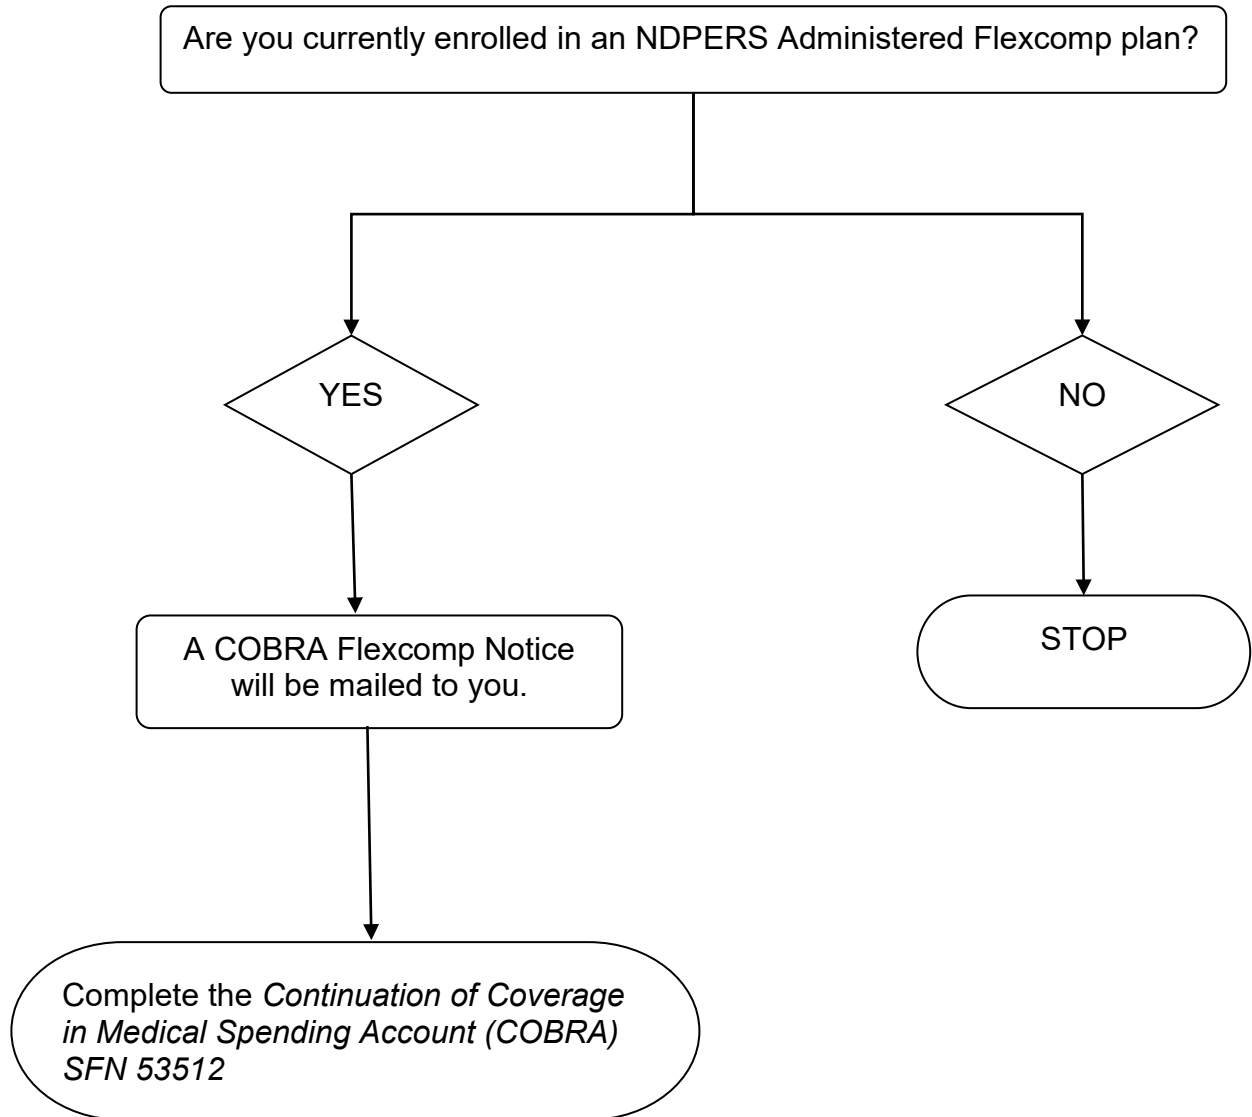 Are you currently enrolled in an NDPERS Administered Flexcomp plan?
YES
NO
A COBRA Flexcomp Notice
will be mailed to you.
STOP
Complete the Continuation of Coverage
in Medical Spending Account (COBRA)
SFN 53512